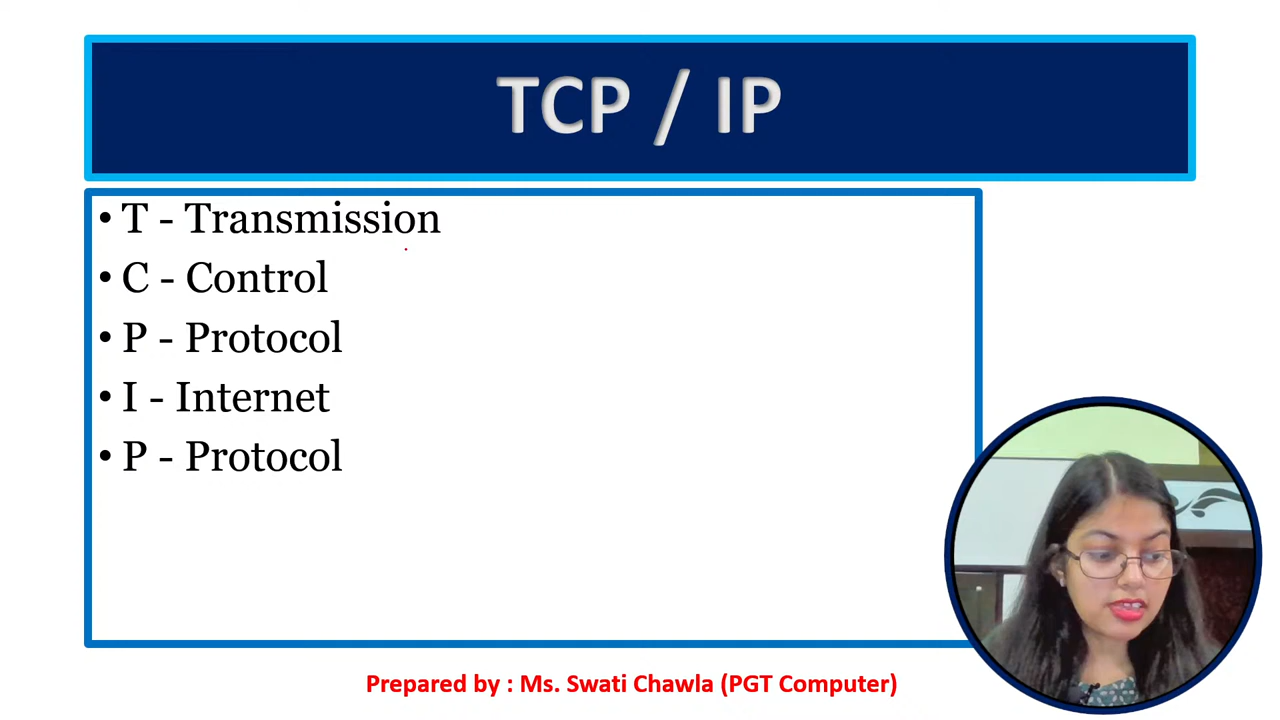 TCP / IP
• T - Transmission
• C - Control
• P - Protocol
• I - Internet
• P - Protocol
Prepared by : Ms. Swati Chawla (PGT Computer)